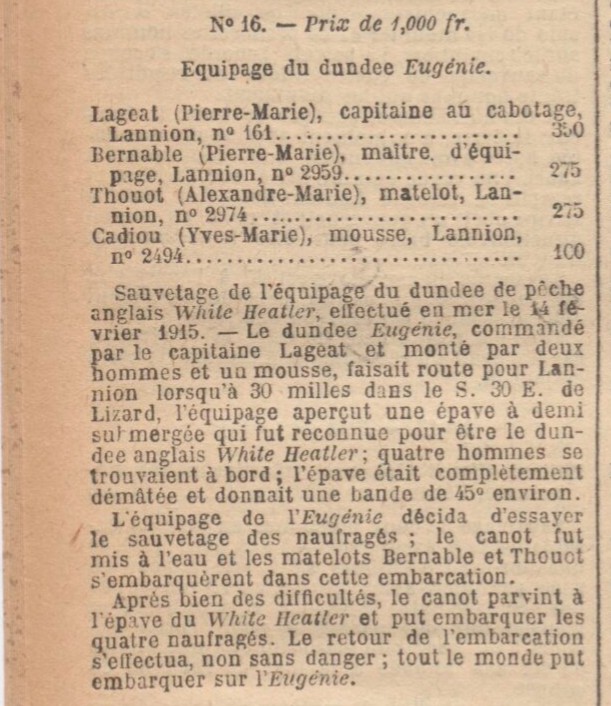 N° 16. — Prix de 1,000 fr.
Equipage du dundee Eugénie.
Lageat (Pierre-Marie), capitaine au cabotage,
Lannion, n° 161........................ 350
Bernable (Pierre-Marie), maître d'équi-
page, Lannion, n° 2959................. 275
Thouot (Alexandre-Marie), matelot, Lan-
nion, n° 2974.......................... 275
Cadiou (Yves-Marie), mousse, Lannion,
n° 2494................................ 100
Sauvetage de l'équipage du dundee de pêche
anglais White Heatler, effectué en mer le 14 fé-
vrier 1915. — Le dundee Eugénie, commandé
par le capitaine Lageat et monté par deux
hommes et un mousse, faisait route pour Lan-
nion lorsqu'à 30 milles dans le S. 30 E. de
Lizard, l'équipage aperçut une épave à demi
submergée qui fut reconnue pour être le dun-
dee anglais White Heatler; quatre hommes se
trouvaient à bord; l'épave était complètement
démâtée et donnait une bande de 45° environ.
L'équipage de l'Eugénie décida d'essayer
le sauvetage des naufragés; le canot fut
mis à l'eau et les matelots Bernable et Thouot
s'embarquèrent dans cette embarcation.
Après bien des difficultés, le canot parvint à
l'épave du White Heatler et put embarquer les
quatre naufragés. Le retour de l'embarcation
s'effectua, non sans danger; tout le monde put
embarquer sur l'Eugénie.